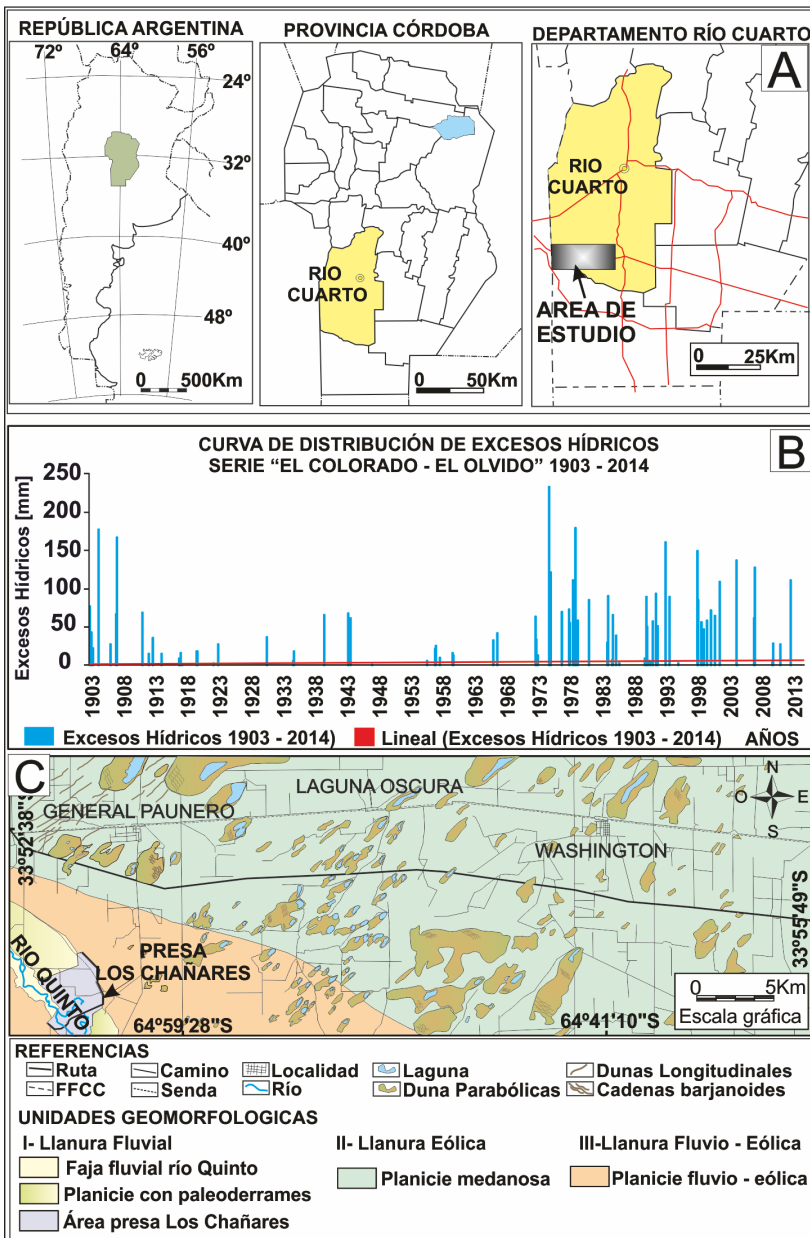 REPÚBLICA ARGENTINA
72º 64º 56º
24º
32º
40º
48º
0 500Km
PROVINCIA CÓRDOBA
RIO
CUARTO
0 50Km
DEPARTAMENTO RÍO CUARTO
A
RIO
CUARTO
AREA DE
ESTUDIO
0 25Km
B
CURVA DE DISTRIBUCIÓN DE EXCESOS HÍDRICOS
SERIE “EL COLORADO - EL OLVIDO” 1903 - 2014
Excesos Hídricos [mm]
250
200
150
100
50
0
1903 1908 1913 1918 1923 1928 1933 1938 1943 1948 1953 1958 1963 1968 1973 1978 1983 1988 1993 1998 2003 2008 2013
Excesos Hídricos 1903 - 2014) Lineal (Excesos Hídricos 1903 - 2014) AÑOS
C
LAGUNA OSCURA
GENERAL PAUNERO
WASHINGTON
N
O E
S
33º52'38"S
33º55'49"S
PRESA
LOS CHAÑARES
RIO QUINTO
64º59'28"S
64º41'10"S
0 5Km
Escala gráfica
REFERENCIAS
Ruta Camino Localidad Laguna Dunas Longitudinales
FFCC Senda Río Duna Parabólicas Cadenas barjanoides
UNIDADES GEOMORFOLOGICAS
I- Llanura Fluvial II- Llanura Eólica III-Llanura Fluvio - Eólica
Faja fluvial río Quinto Planicie medanosa Planicie fluvio - eólica
Planicie con paleoderrames
Área presa Los Chañares